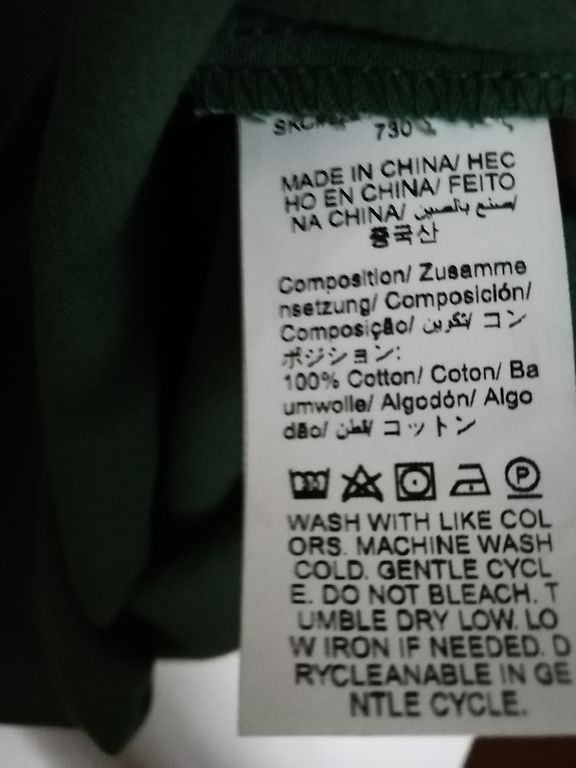 730
MADE IN CHINA/ HEC
HO EN CHINA/ FEITO
NA CHINA/ صنع بالصين/
중국산
Composition/ Zusamme
nsetzung/ Composición/
Composição/ تكوين/ コン
ポジション:
100% Cotton/ Coton/ Ba
umwolle/ Algodón/ Algo
dão/ قطن/ コットン
P
WASH WITH LIKE COL
ORS. MACHINE WASH
COLD. GENTLE CYCL
E. DO NOT BLEACH. T
UMBLE DRY LOW. LO
W IRON IF NEEDED. D
RYCLEANABLE IN GE
NTLE CYCLE.